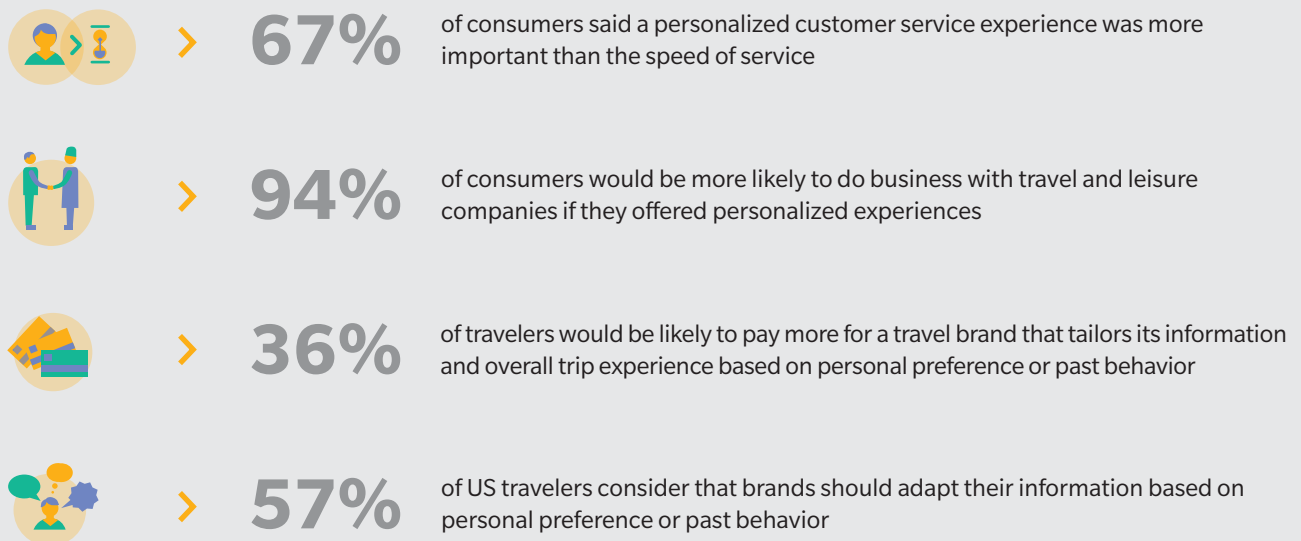 67%
of consumers said a personalized customer service experience was more
important than the speed of service
94%
of consumers would be more likely to do business with travel and leisure
companies if they offered personalized experiences
36%
of travelers would be likely to pay more for a travel brand that tailors its information
and overall trip experience based on personal preference or past behavior
57%
of US travelers consider that brands should adapt their information based on
personal preference or past behavior